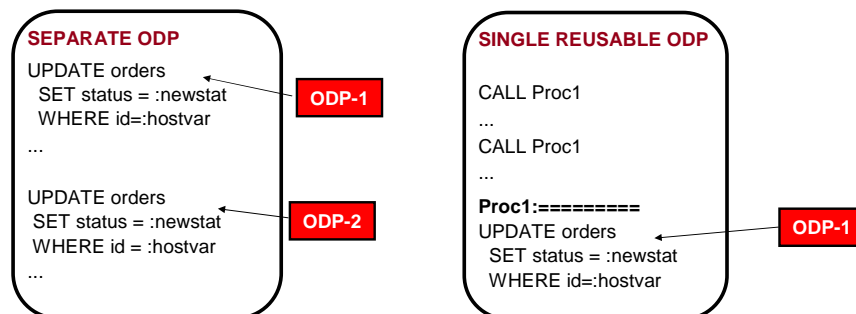 SEPARATE ODP
UPDATE orders
SET status = :newstat
WHERE id=:hostvar
...
UPDATE orders
SET status = :newstat
WHERE id = :hostvar
...
ODP-1
ODP-2
SINGLE REUSABLE ODP
CALL Proc1
...
CALL Proc1
...
Proc1:=========
UPDATE orders
SET status = :newstat
WHERE id=:hostvar
ODP-1